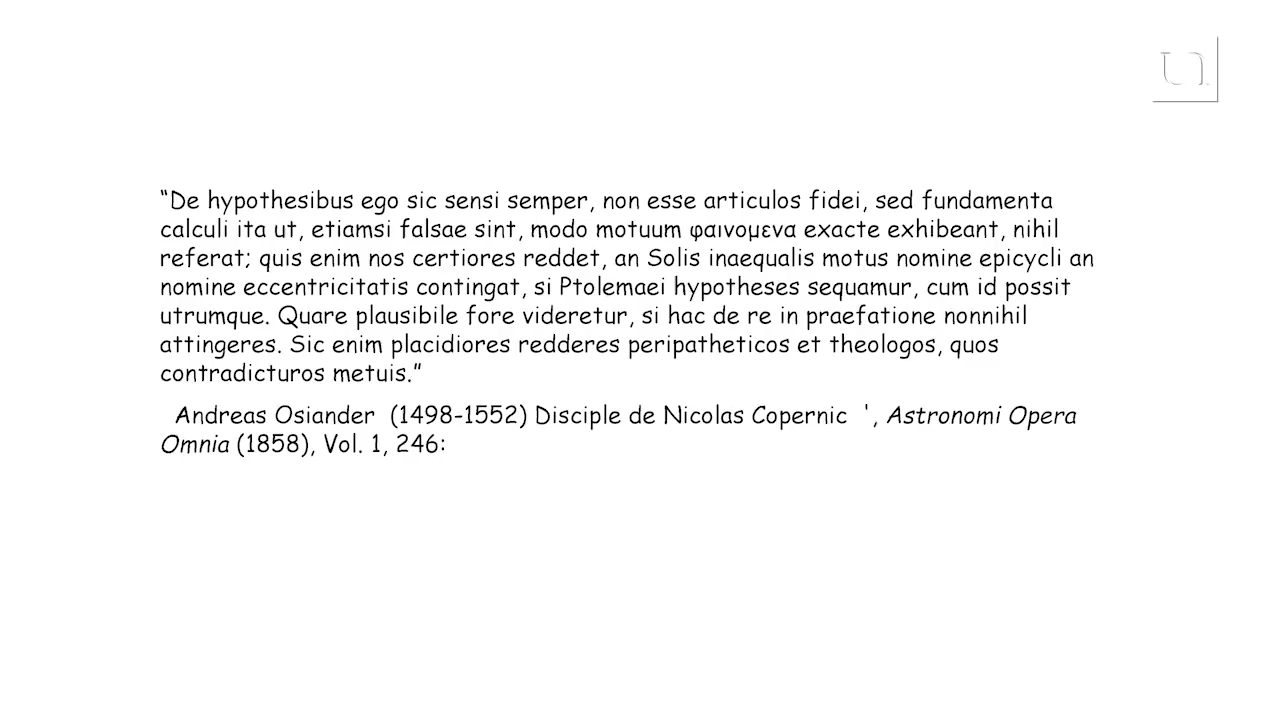 “De hypothesibus ego sic sensi semper, non esse articulos fidei, sed fundamenta
calculi ita ut, etiamsi falsae sint, modo motuum φαινομενα exacte exhibeant, nihil
referat; quis enim nos certiores reddet, an Solis inaequalis motus nomine epicycli an
nomine eccentricitatis contingat, si Ptolemaei hypotheses sequamur, cum id possit
utrumque. Quare plausibile fore videretur, si hac de re in praefatione nonnihil
attingeres. Sic enim placidiores redderes peripatheticos et theologos, quos
contradicturos metuis.”
Andreas Osiander (1498-1552) Disciple de Nicolas Copernic ', Astronomi Opera
Omnia (1858), Vol. 1, 246: